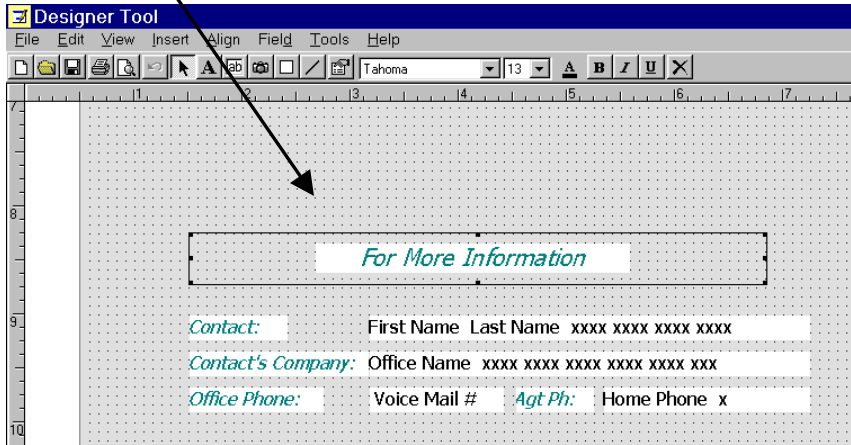 Designer Tool
File Edit View Insert Align Field Tools Help
A ab Tahoma 13 A B I U
1 2 3 4 5 6 7
7
8
For More Information
9
Contact: First Name Last Name xxxx xxxx xxxx xxxx
Contact's Company: Office Name xxxx xxxx xxxx xxxx xxxx xxx
Office Phone: Voice Mail # Agt Ph: Home Phone x
10